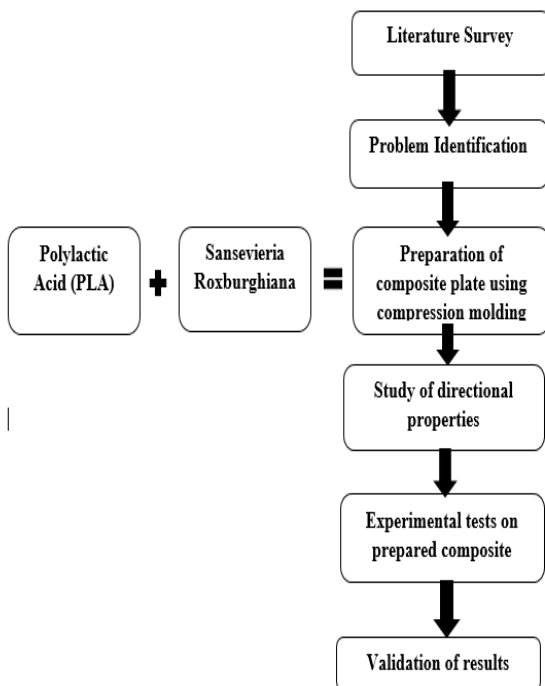 Literature Survey
Problem Identification
Polylactic
Acid (PLA)
+
Sansevieria
Roxburghiana
=
Preparation of
composite plate using
compression molding
Study of directional
properties
Experimental tests on
prepared composite
Validation of results